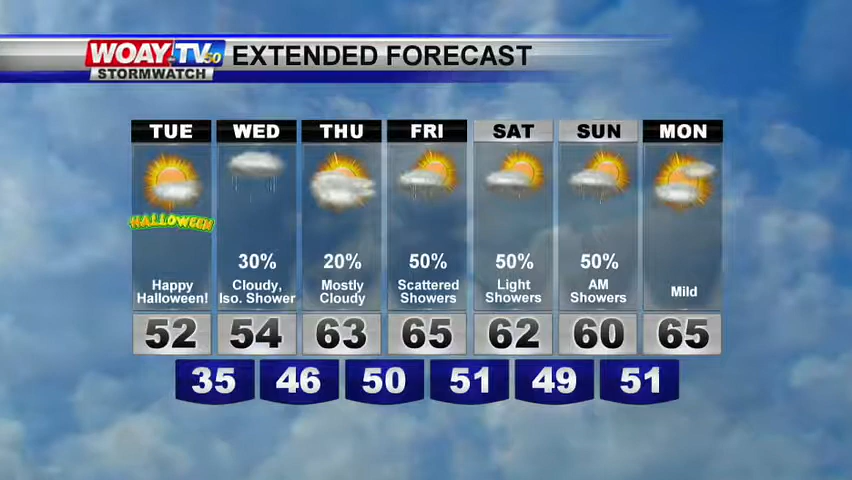 WOAY-TV 50
STORMWATCH
EXTENDED FORECAST
TUE WED THU FRI SAT SUN MON
HALLOWEEN
30% 20% 50% 50% 50%
Happy Halloween!
Cloudy, Iso. Shower
Mostly Cloudy
Scattered Showers
Light Showers
AM Showers
Mild
52 54 63 65 62 60 65
35 46 50 51 49 51